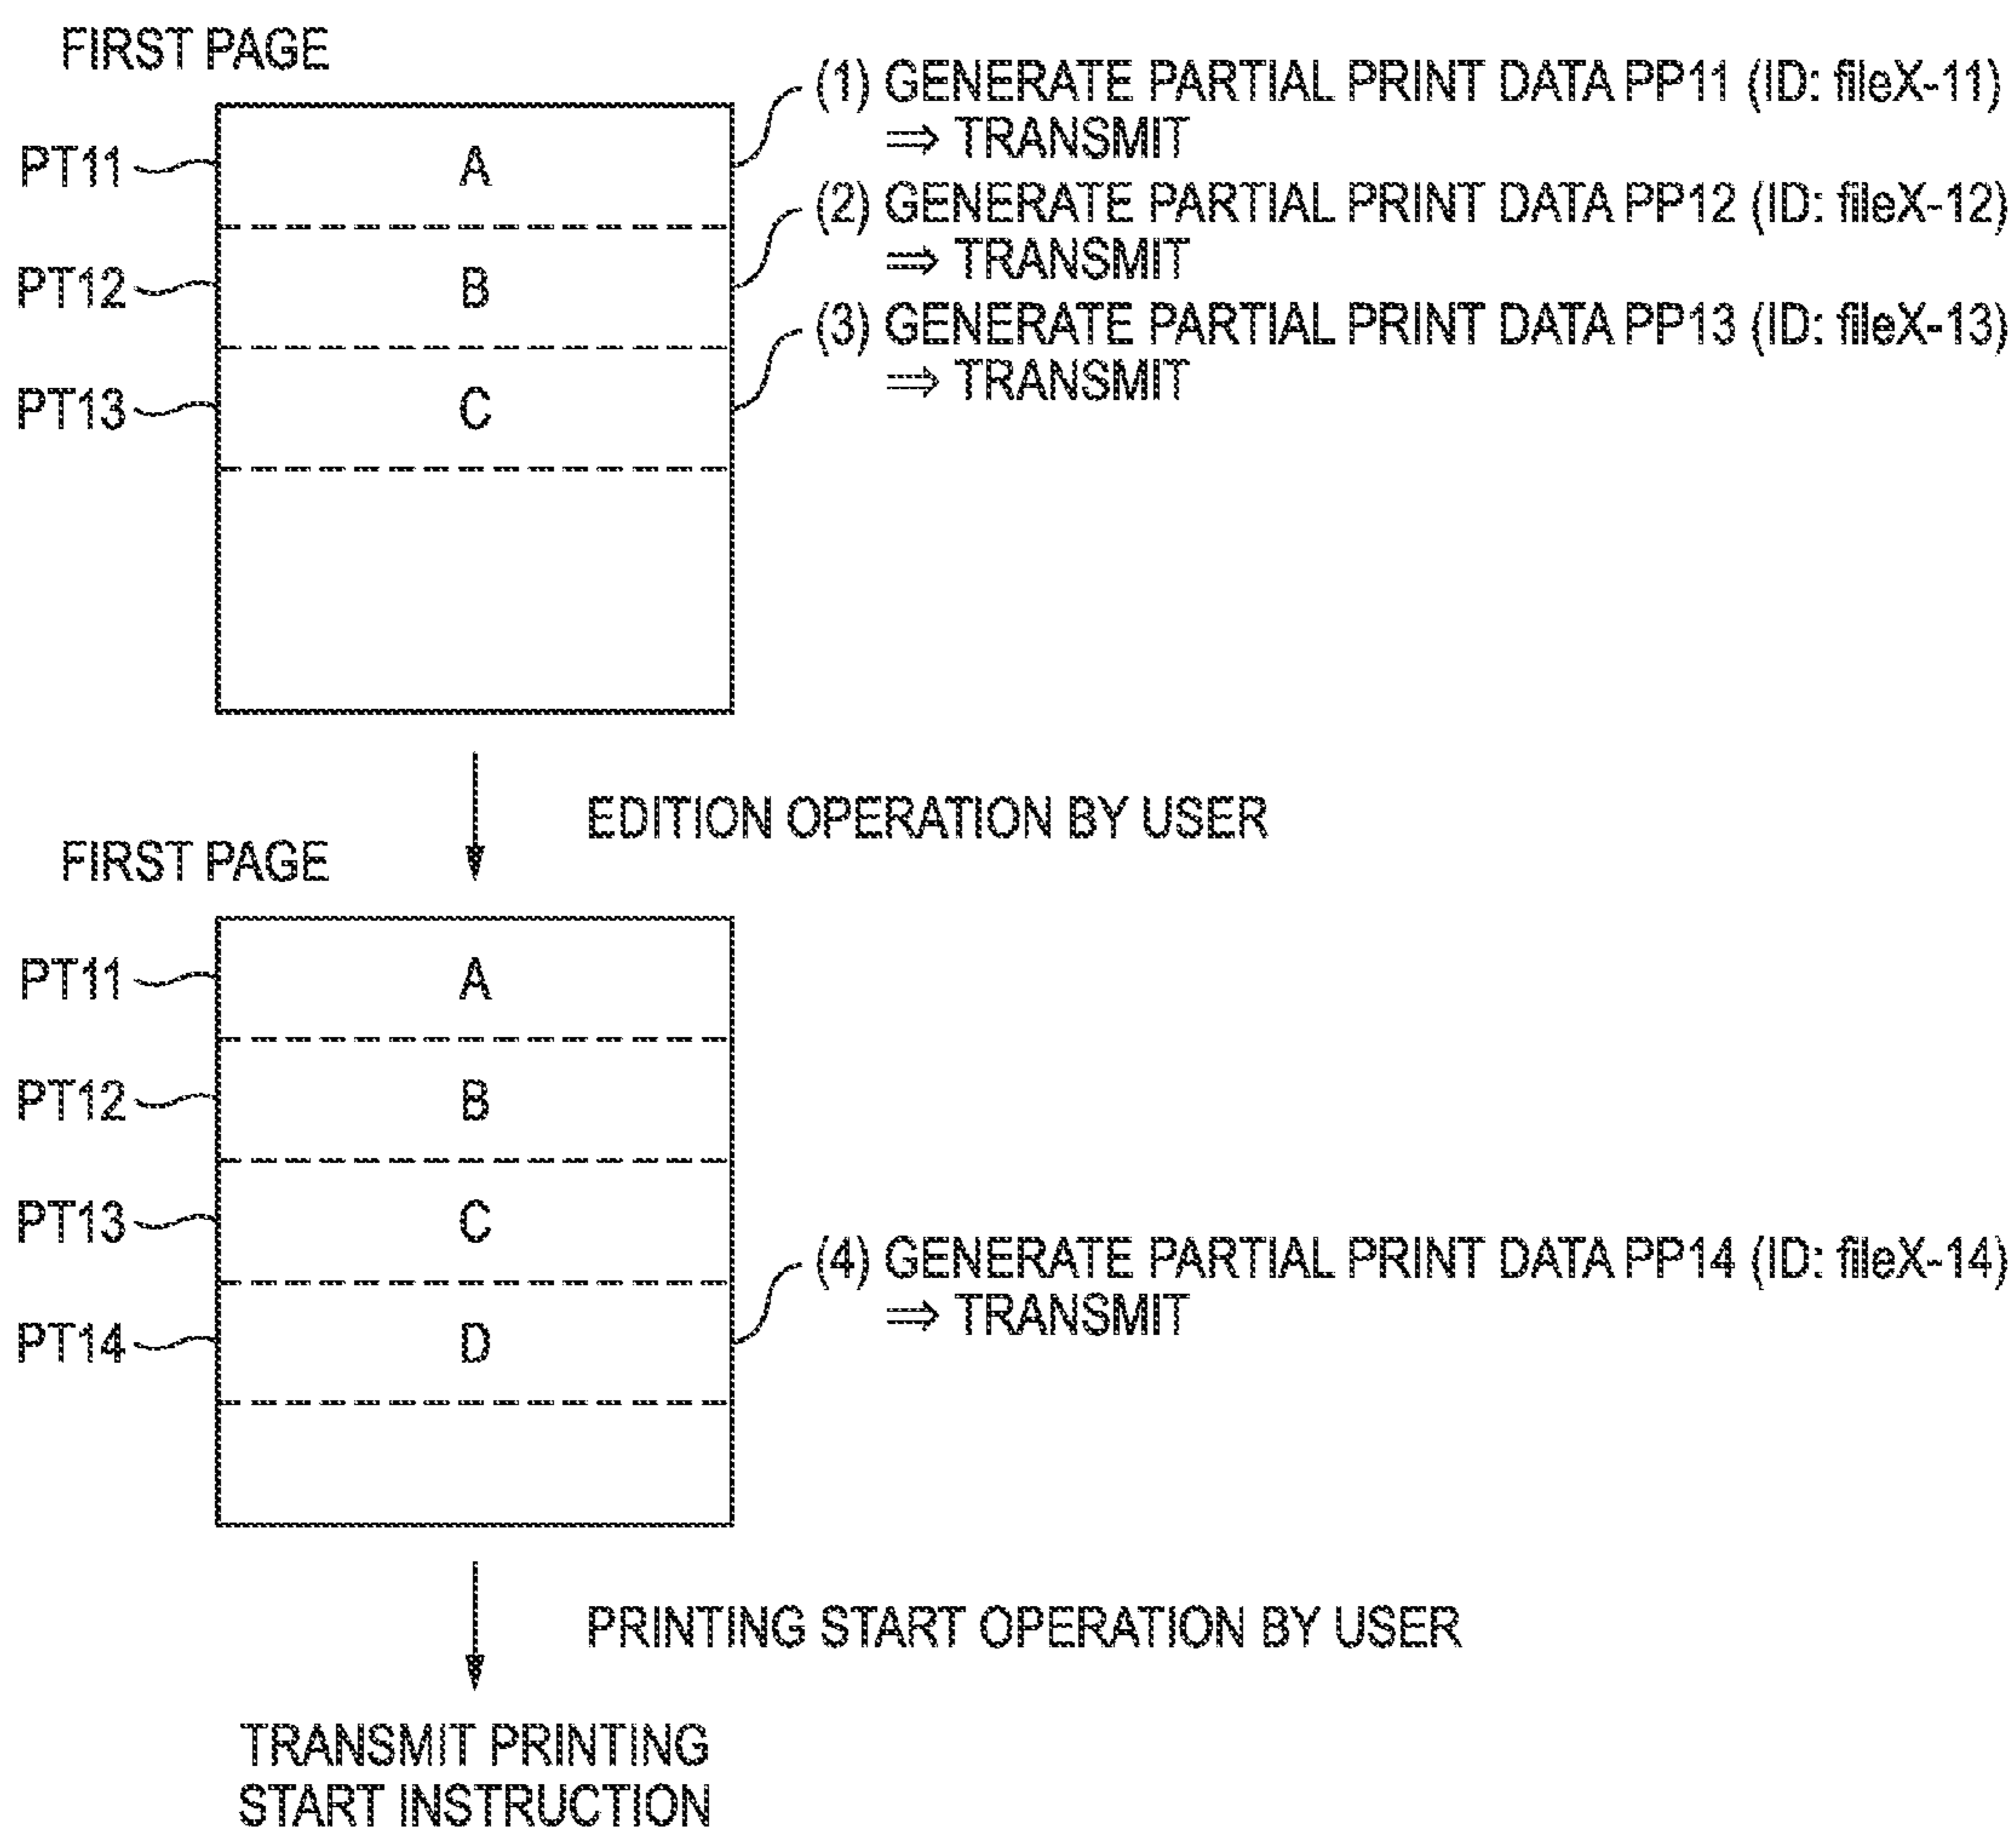 FIRST PAGE
PT11 A (1) GENERATE PARTIAL PRINT DATA PP11 (ID: fileX-11)
⇒ TRANSMIT
PT12 B (2) GENERATE PARTIAL PRINT DATA PP12 (ID: fileX-12)
⇒ TRANSMIT
PT13 C (3) GENERATE PARTIAL PRINT DATA PP13 (ID: fileX-13)
⇒ TRANSMIT
EDITION OPERATION BY USER
FIRST PAGE
PT11 A
PT12 B
PT13 C
PT14 D (4) GENERATE PARTIAL PRINT DATA PP14 (ID: fileX-14)
⇒ TRANSMIT
PRINTING START OPERATION BY USER
TRANSMIT PRINTING
START INSTRUCTION